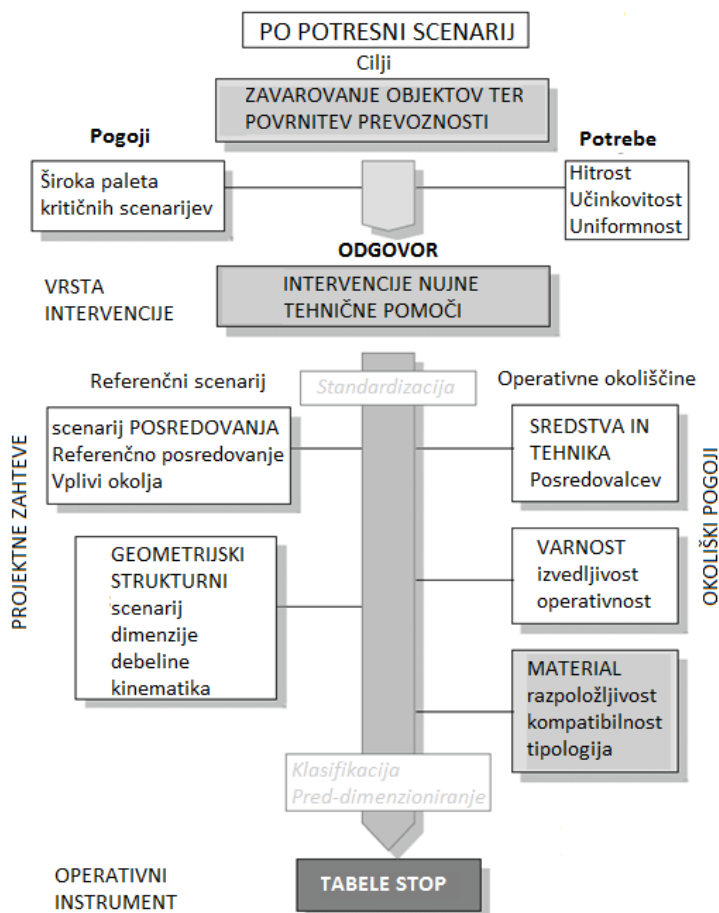 PO POTRESNI SCENARIJ
Cilji
ZAVAROVANJE OBJEKTOV TER
POVRNITEV PREVOZNOSTI
Pogoji
Široka paleta
kritičnih scenarijev
Potrebe
Hitrost
Učinkovitost
Uniformnost
ODGOVOR
VRSTA
INTERVENCIJE
INTERVENCIJE NUJNE
TEHNIČNE POMOČI
Referenčni scenarij
Standardizacija
Operativne okoliščine
PROJEKTNE ZAHTEVE
scenarij POSREDOVANJA
Referenčno posredovanje
Vplivi okolja
SREDSTVA IN
TEHNIKA
Posredovalcev
OKOLIŠKI POGOJI
GEOMETRIJSKI
STRUKTURNI
scenarij
dimenzije
debeline
kinematika
VARNOST
izvedljivost
operativnost
MATERIAL
razpoložljivost
kompatibilnost
tipologija
Klasifikacija
Pred-dimenzioniranje
OPERATIVNI
INSTRUMENT
TABELE STOP